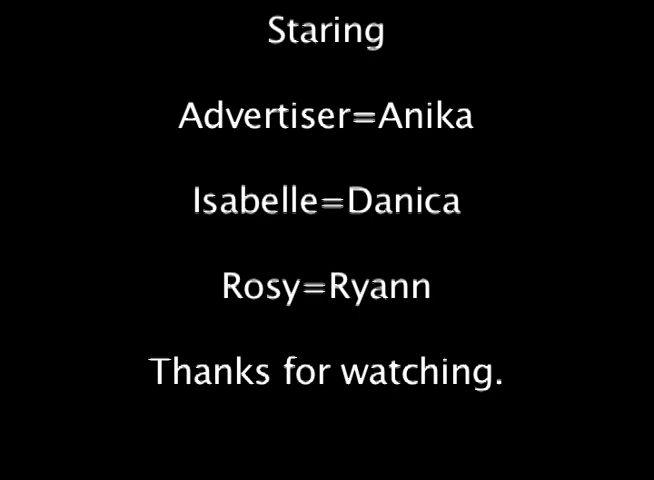 Staring
Advertiser=Anika
Isabelle=Danica
Rosy=Ryann
Thanks for watching.